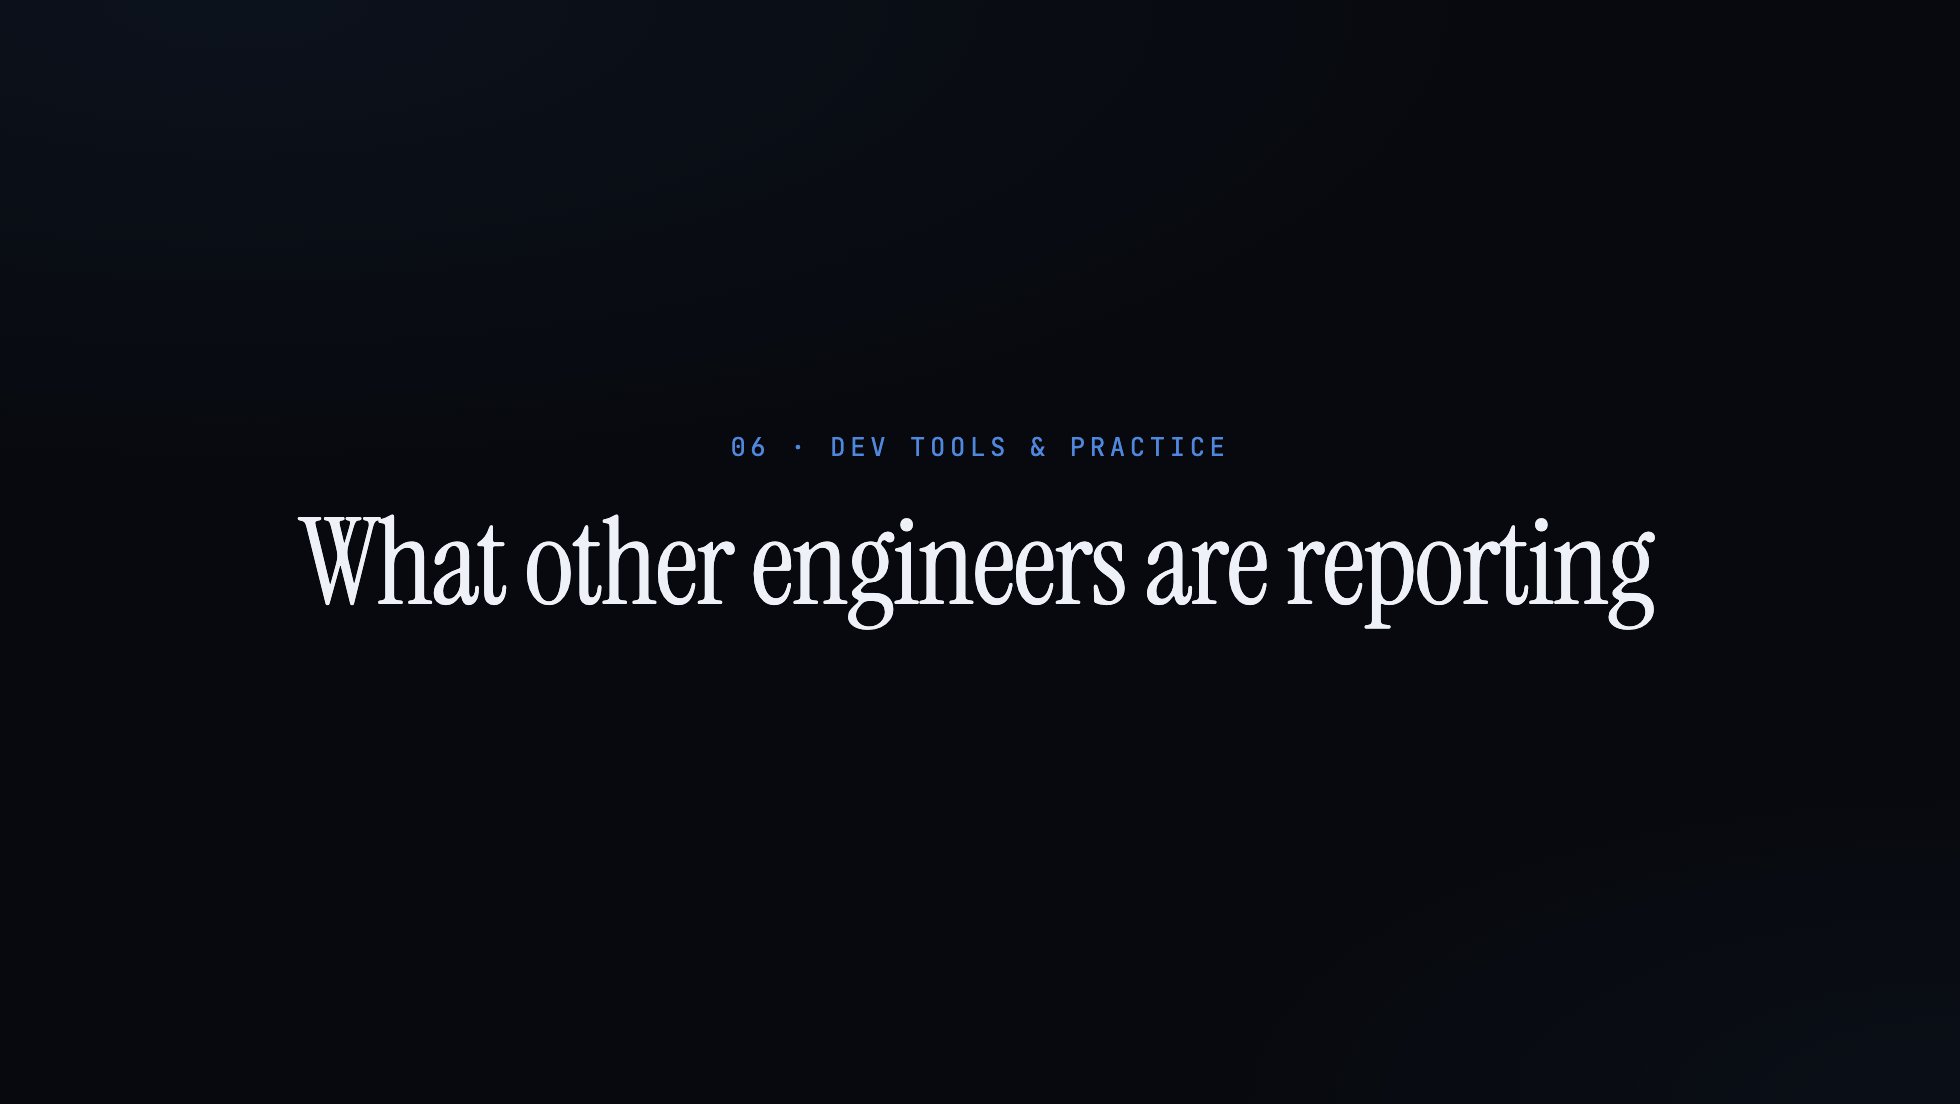 06 · DEV TOOLS & PRACTICE
What other engineers are reporting